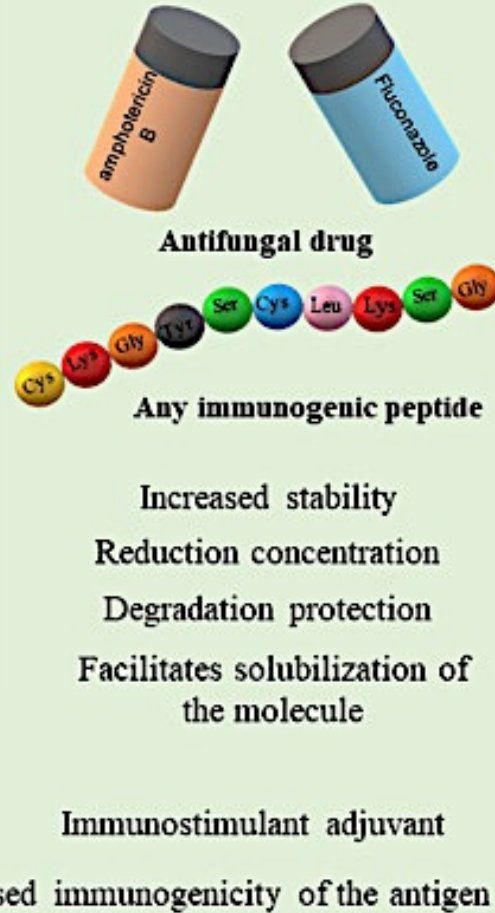 amphotericin
B
Fluconazole
Antifungal drug
Cys Lys Gly Tyr Ser Cys Leu Lys Ser Gly
Any immunogenic peptide
Increased stability
Reduction concentration
Degradation protection
Facilitates solubilization of
the molecule
Immunostimulant adjuvant
sed immunogenicity of the antigen